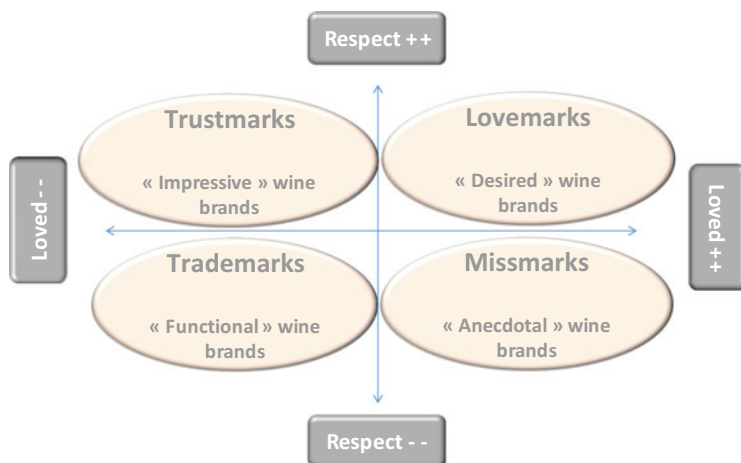 Respect ++
Trustmarks
« Impressive » wine
brands
Lovemarks
« Desired » wine
brands
Loved - -
Loved ++
Trademarks
« Functional » wine
brands
Missmarks
« Anecdotal » wine
brands
Respect - -